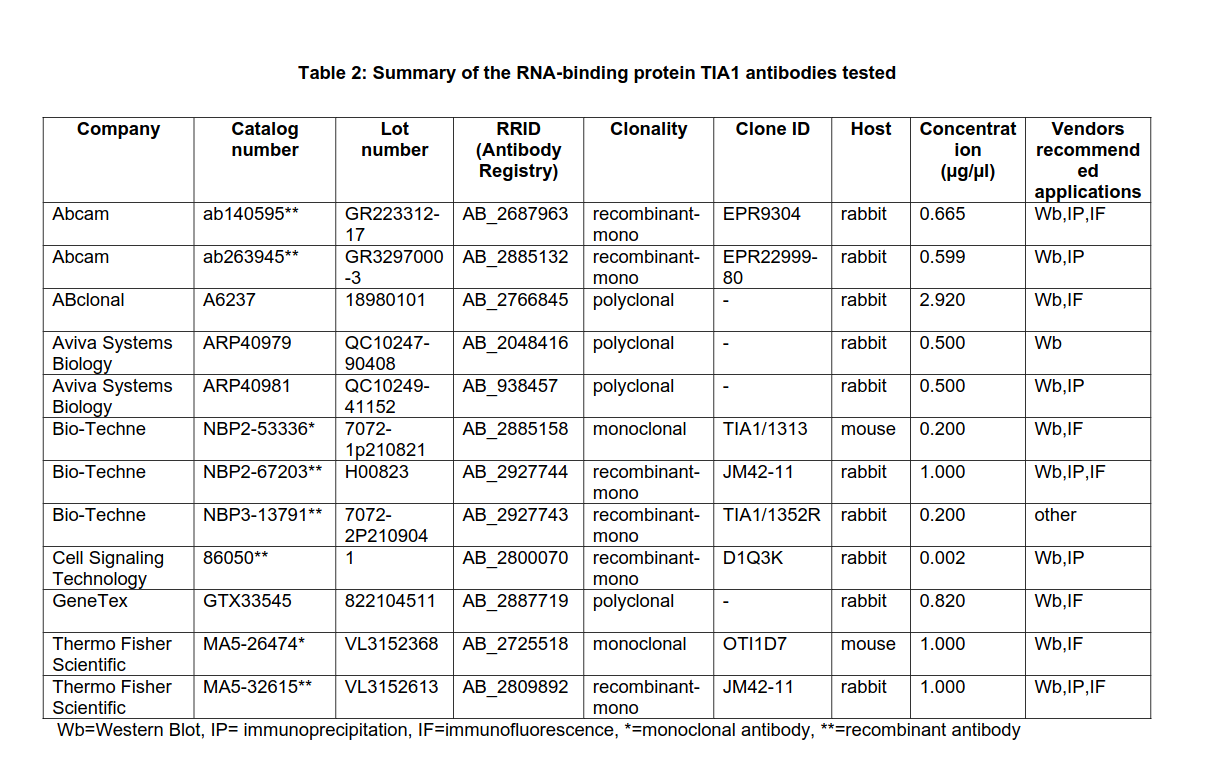 Table 2: Summary of the RNA-binding protein TIA1 antibodies tested
Company Catalog Lot RRID Clonality Clone ID Host Concentrat Vendors
number number (Antibody ion recommend
Registry) (µg/µl) ed
applications
Abcam ab140595** GR223312- AB_2687963 recombinant- EPR9304 rabbit 0.665 Wb,IP,IF
17 mono
Abcam ab263945** GR3297000 AB_2885132 recombinant- EPR22999- rabbit 0.599 Wb,IP
-3 mono 80
ABclonal A6237 18980101 AB_2766845 polyclonal - rabbit 2.920 Wb,IF
Aviva Systems ARP40979 QC10247- AB_2048416 polyclonal - rabbit 0.500 Wb
Biology 90408
Aviva Systems ARP40981 QC10249- AB_938457 polyclonal - rabbit 0.500 Wb,IP
Biology 41152
Bio-Techne NBP2-53336* 7072- AB_2885158 monoclonal TIA1/1313 mouse 0.200 Wb,IF
1p210821
Bio-Techne NBP2-67203** H00823 AB_2927744 recombinant- JM42-11 rabbit 1.000 Wb,IP,IF
mono
Bio-Techne NBP3-13791** 7072- AB_2927743 recombinant- TIA1/1352R rabbit 0.200 other
2P210904 mono
Cell Signaling 86050** 1 AB_2800070 recombinant- D1Q3K rabbit 0.002 Wb,IP
Technology mono
GeneTex GTX33545 822104511 AB_2887719 polyclonal - rabbit 0.820 Wb,IF
Thermo Fisher MA5-26474* VL3152368 AB_2725518 monoclonal OTI1D7 mouse 1.000 Wb,IF
Scientific
Thermo Fisher MA5-32615** VL3152613 AB_2809892 recombinant- JM42-11 rabbit 1.000 Wb,IP,IF
Scientific mono
Wb=Western Blot, IP= immunoprecipitation, IF=immunofluorescence, *=monoclonal antibody, **=recombinant antibody